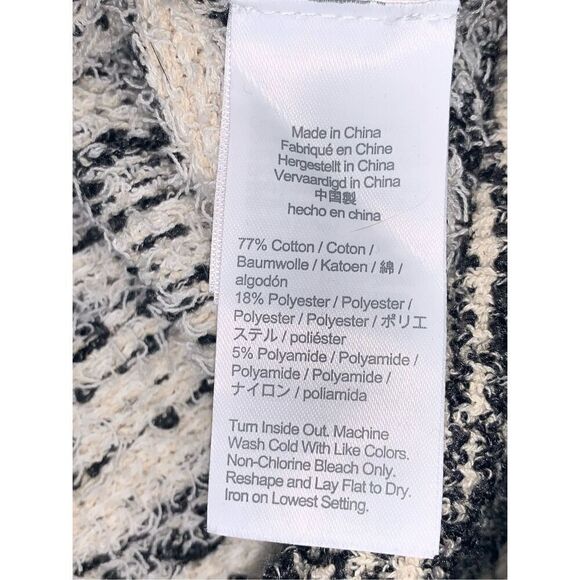 Made in China
Fabriqué en Chine
Hergestellt in China
Vervaardigd in China
中国製
hecho en china
77% Cotton / Coton /
Baumwolle / Katoen / 綿 /
algodón
18% Polyester / Polyester /
Polyester / Polyester / ポリエ
ステル / poliéster
5% Polyamide / Polyamide /
Polyamide / Polyamide /
ナイロン / poliamida
Turn Inside Out. Machine
Wash Cold With Like Colors.
Non-Chlorine Bleach Only.
Reshape and Lay Flat to Dry.
Iron on Lowest Setting.